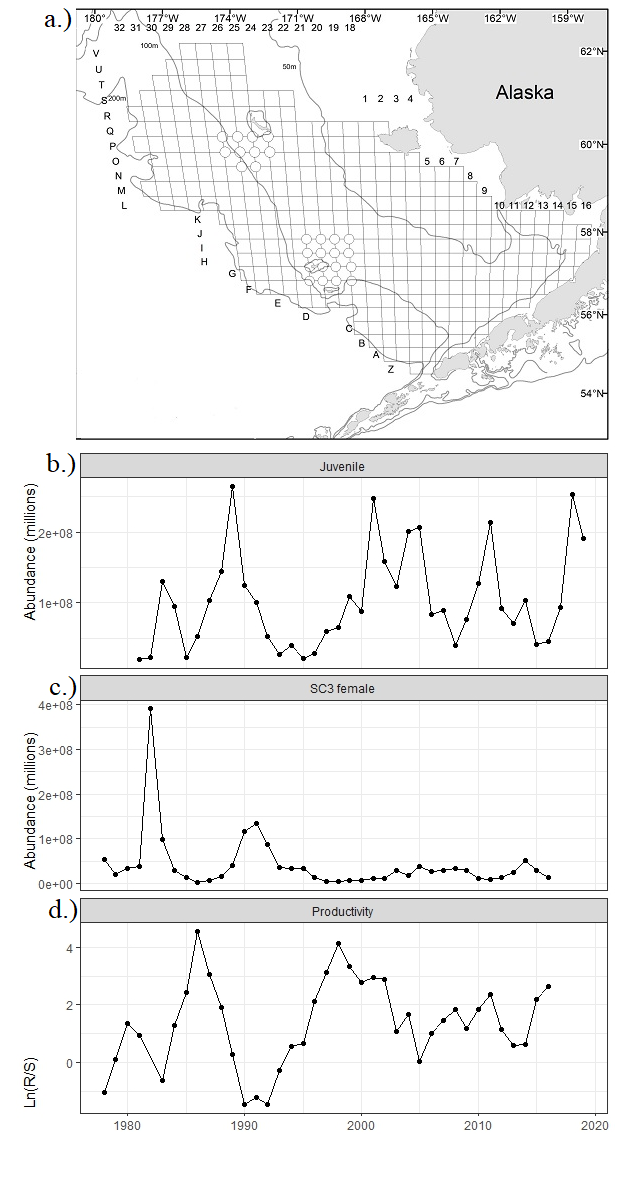 a.)
180° 177°W 174°W 171°W 168°W 165°W 162°W 159°W
32 31 30 29 28 27 26 25 24 23 22 21 20 19 18
100m
50m
62°N
V
U
T
200m
S
1 2 3 4
Alaska
R
Q
P
60°N
O
5 6 7
N
8
M
9
L
10 11 12 13 14 15 16
K
58°N
J
I
H
G
F
E
D
56°N
C
B
A
Z
54°N
b.)
Juvenile
Abundance (millions)
2e+08
1e+08
c.)
SC3 female
Abundance (millions)
4e+08
3e+08
2e+08
1e+08
0e+00
d.)
Productivity
Ln(R/S)
4
2
0
1980 1990 2000 2010 2020